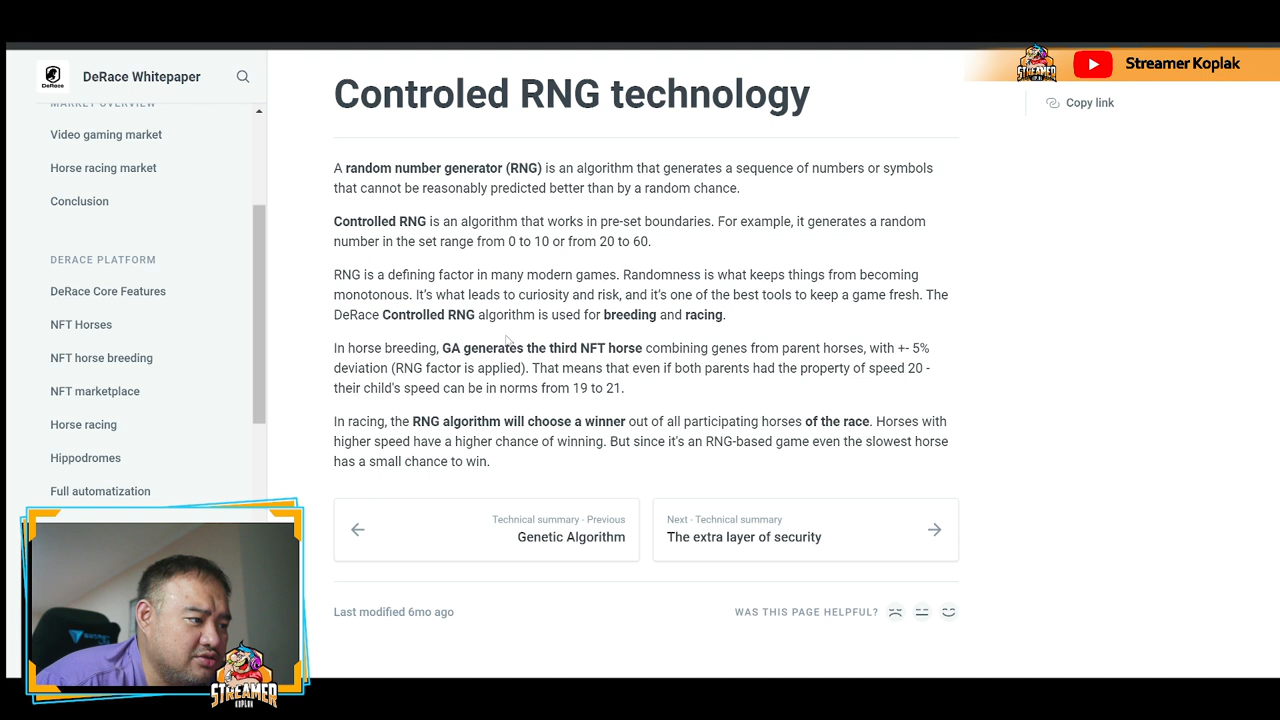 DeRace
DeRace Whitepaper
MARKET OVERVIEW
Video gaming market
Horse racing market
Conclusion
DERACE PLATFORM
DeRace Core Features
NFT Horses
NFT horse breeding
NFT marketplace
Horse racing
Hippodromes
Full automatization
Controled RNG technology
A random number generator (RNG) is an algorithm that generates a sequence of numbers or symbols
that cannot be reasonably predicted better than by a random chance.
Controlled RNG is an algorithm that works in pre-set boundaries. For example, it generates a random
number in the set range from 0 to 10 or from 20 to 60.
RNG is a defining factor in many modern games. Randomness is what keeps things from becoming
monotonous. It's what leads to curiosity and risk, and it's one of the best tools to keep a game fresh. The
DeRace Controlled RNG algorithm is used for breeding and racing.
In horse breeding, GA generates the third NFT horse combining genes from parent horses, with +- 5%
deviation (RNG factor is applied). That means that even if both parents had the property of speed 20 -
their child's speed can be in norms from 19 to 21.
In racing, the RNG algorithm will choose a winner out of all participating horses of the race. Horses with
higher speed have a higher chance of winning. But since it's an RNG-based game even the slowest horse
has a small chance to win.
Technical summary - Previous
Genetic Algorithm
Next - Technical summary
The extra layer of security
Last modified 6mo ago
WAS THIS PAGE HELPFUL?
Streamer Koplak
Copy link
STREAMER
KOPLAK